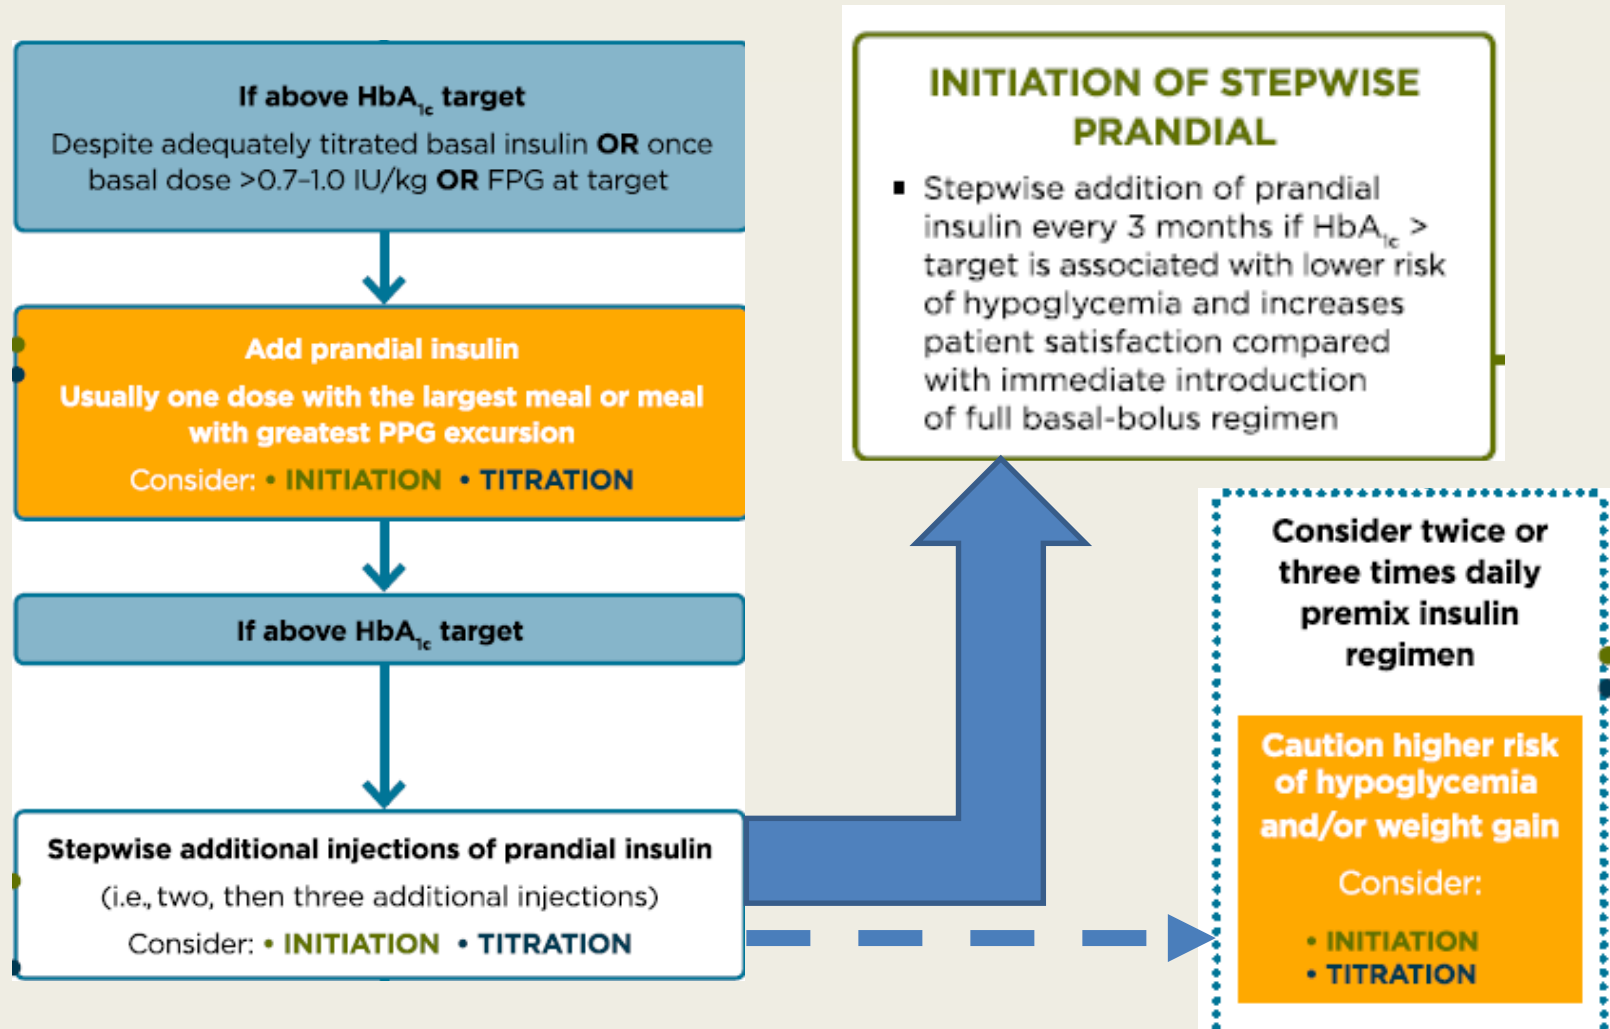 If above HbA1c target
Despite adequately titrated basal insulin OR once
basal dose >0.7–1.0 IU/kg OR FPG at target
Add prandial insulin
Usually one dose with the largest meal or meal
with greatest PPG excursion
Consider: • INITIATION • TITRATION
If above HbA1c target
Stepwise additional injections of prandial insulin
(i.e., two, then three additional injections)
Consider: • INITIATION • TITRATION
INITIATION OF STEPWISE
PRANDIAL
▪ Stepwise addition of prandial
insulin every 3 months if HbA1c >
target is associated with lower risk
of hypoglycemia and increases
patient satisfaction compared
with immediate introduction
of full basal-bolus regimen
Consider twice or
three times daily
premix insulin
regimen
Caution higher risk
of hypoglycemia
and/or weight gain
Consider:
• INITIATION
• TITRATION